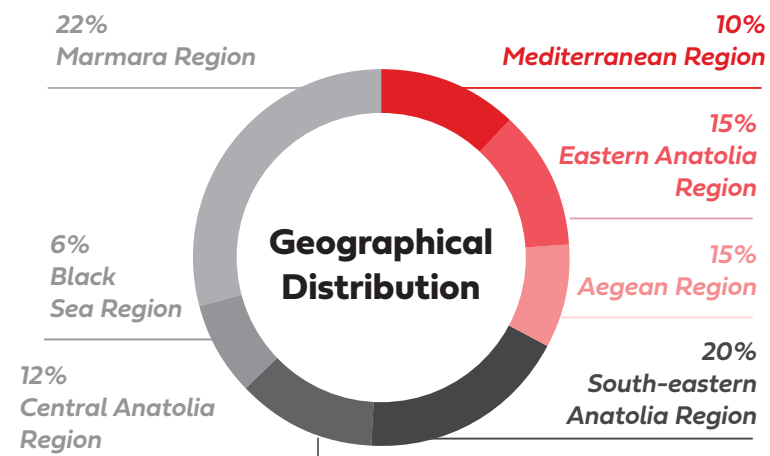 22%
Marmara Region
10%
Mediterranean Region
15%
Eastern Anatolia
Region
6%
Black
Sea Region
Geographical
Distribution
15%
Aegean Region
12%
Central Anatolia
Region
20%
South-eastern
Anatolia Region